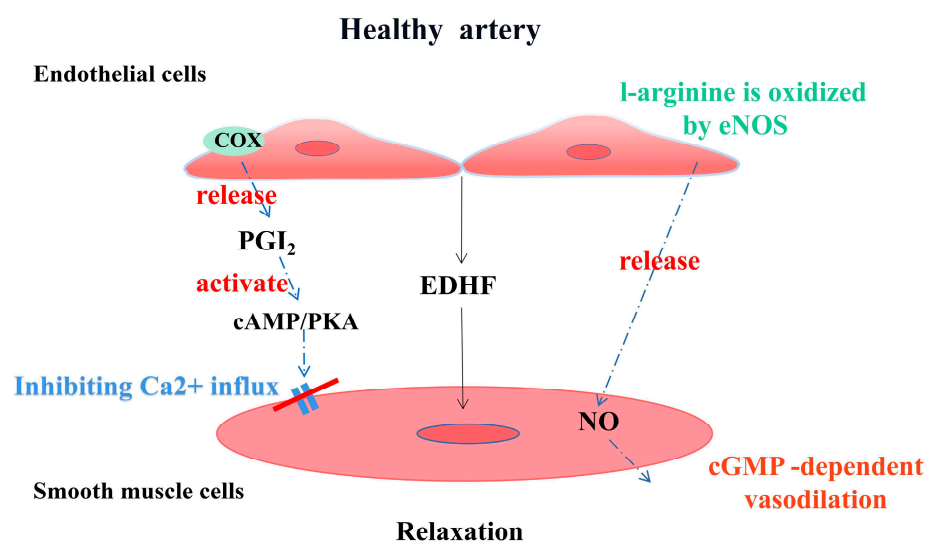 Healthy artery
Endothelial cells
l-arginine is oxidized
by eNOS
COX
release
PGI₂
activate
cAMP/PKA
Inhibiting Ca2+ influx
EDHF
release
NO
cGMP -dependent
vasodilation
Smooth muscle cells
Relaxation